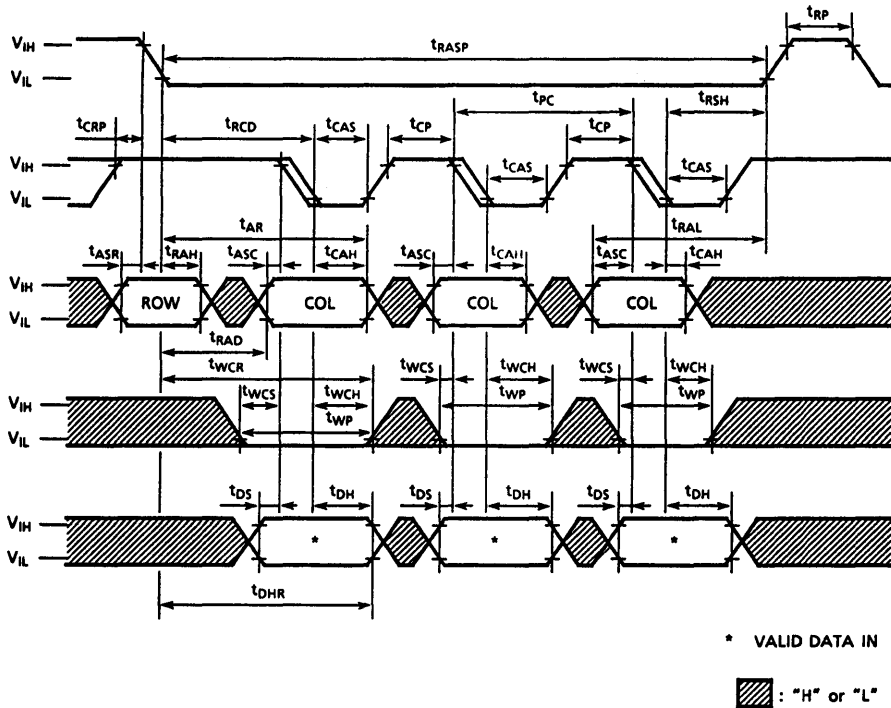 tRP
VIH
tRASP
VIL
tPC
tRSH
tCRP
tRCD
tCAS
tCP
tCP
VIH
tCAS
tCAS
VIL
tAR
tRAL
tASR
tRAH
tASC
tCAH
tASC
tCAH
tASC
tCAH
VIH
ROW
COL
COL
COL
VIL
tRAD
tWCR
tWCS
tWCH
tWCS
tWCH
tWCS
tWCH
VIH
tWP
tWP
tWP
VIL
tDS
tDH
tDS
tDH
tDS
tDH
VIH
*
*
*
VIL
tDHR
* VALID DATA IN
: "H" or "L"